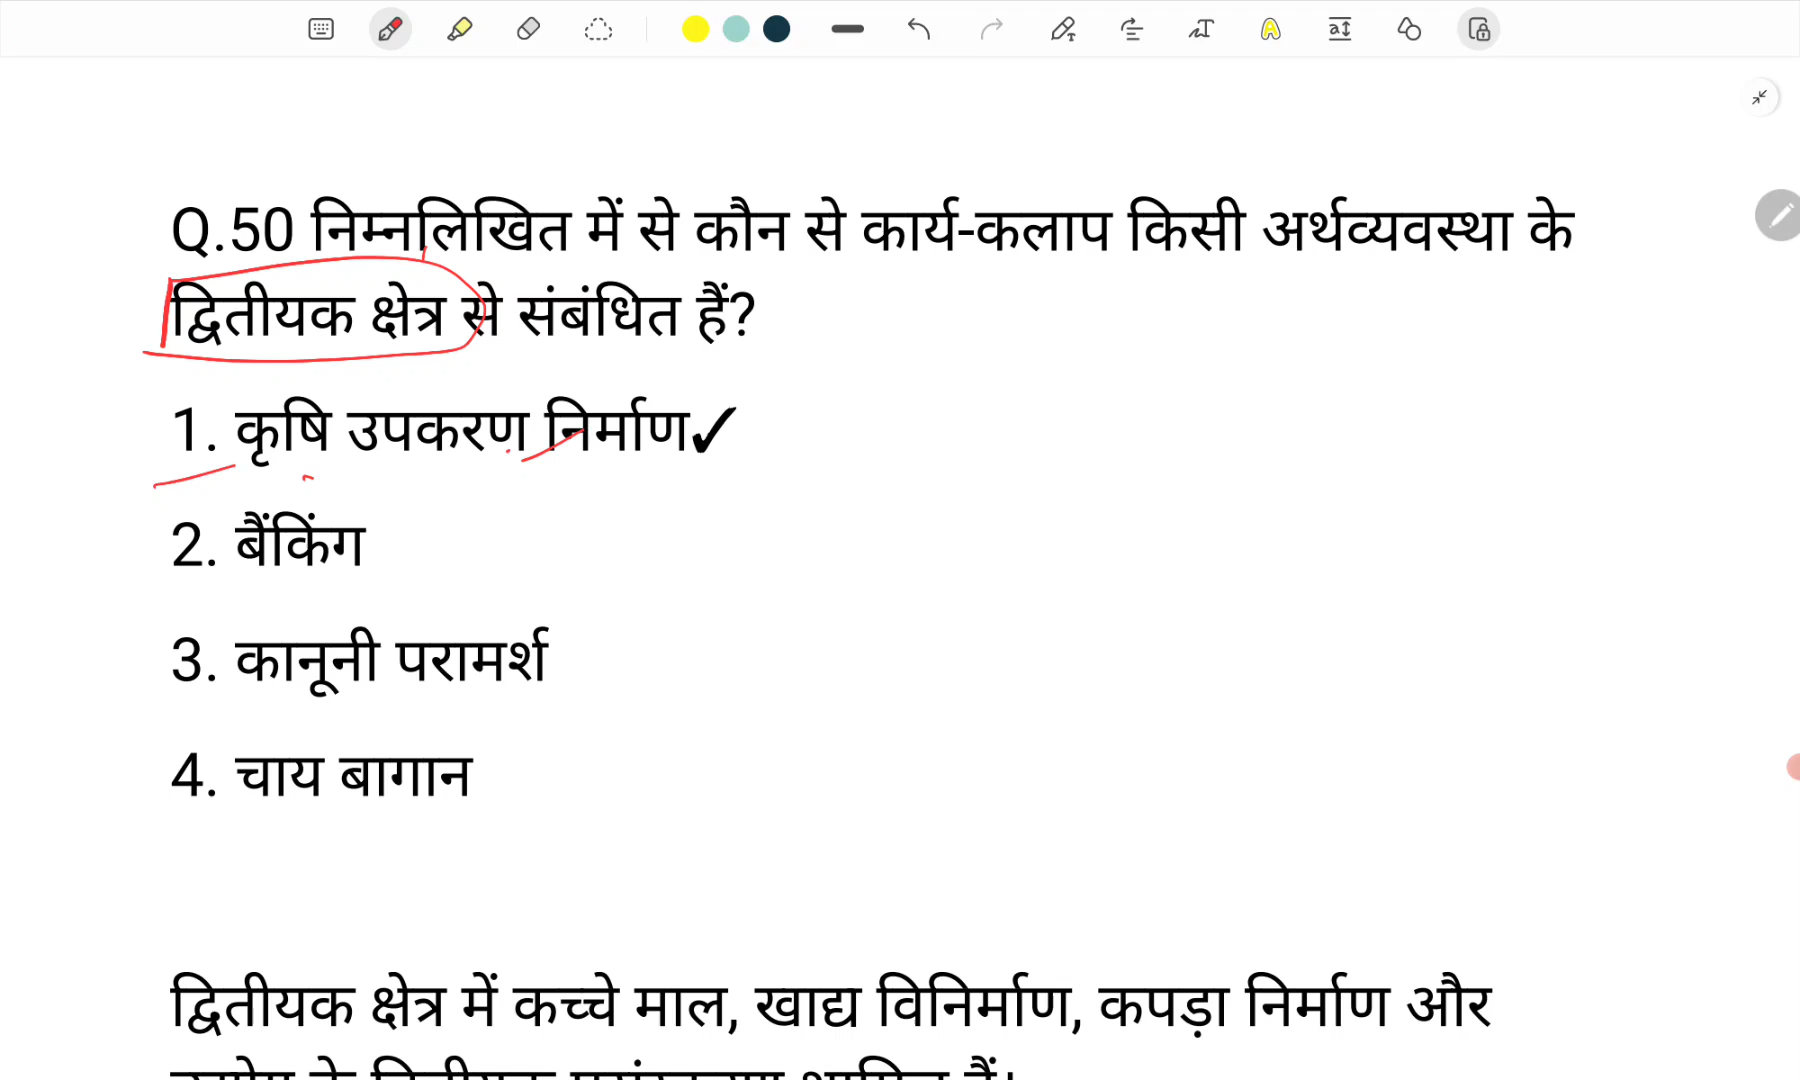 Q.50 निम्नलिखित में से कौन से कार्य-कलाप किसी अर्थव्यवस्था के
द्वितीयक क्षेत्र से संबंधित हैं?
1. कृषि उपकरण निर्माण✓
2. बैंकिंग
3. कानूनी परामर्श
4. चाय बागान
द्वितीयक क्षेत्र में कच्चे माल, खाद्य विनिर्माण, कपड़ा निर्माण और